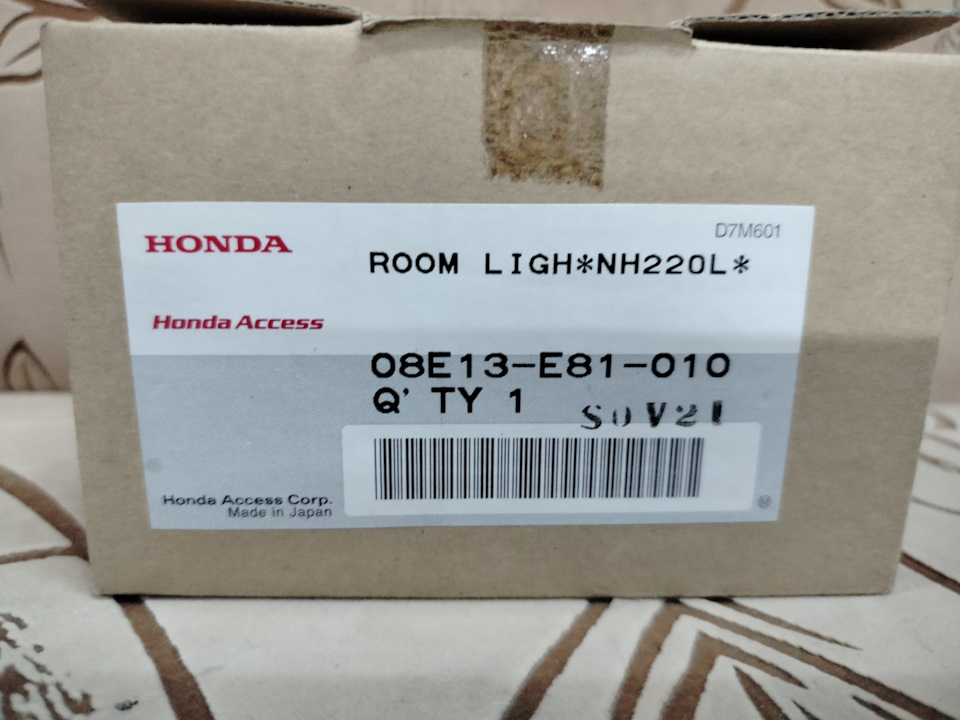 D7M601
HONDA
ROOM LIGH*NH220L*
Honda Access
08E13-E81-010
Q'TY 1
S0V21
Honda Access Corp.
Made in Japan
M